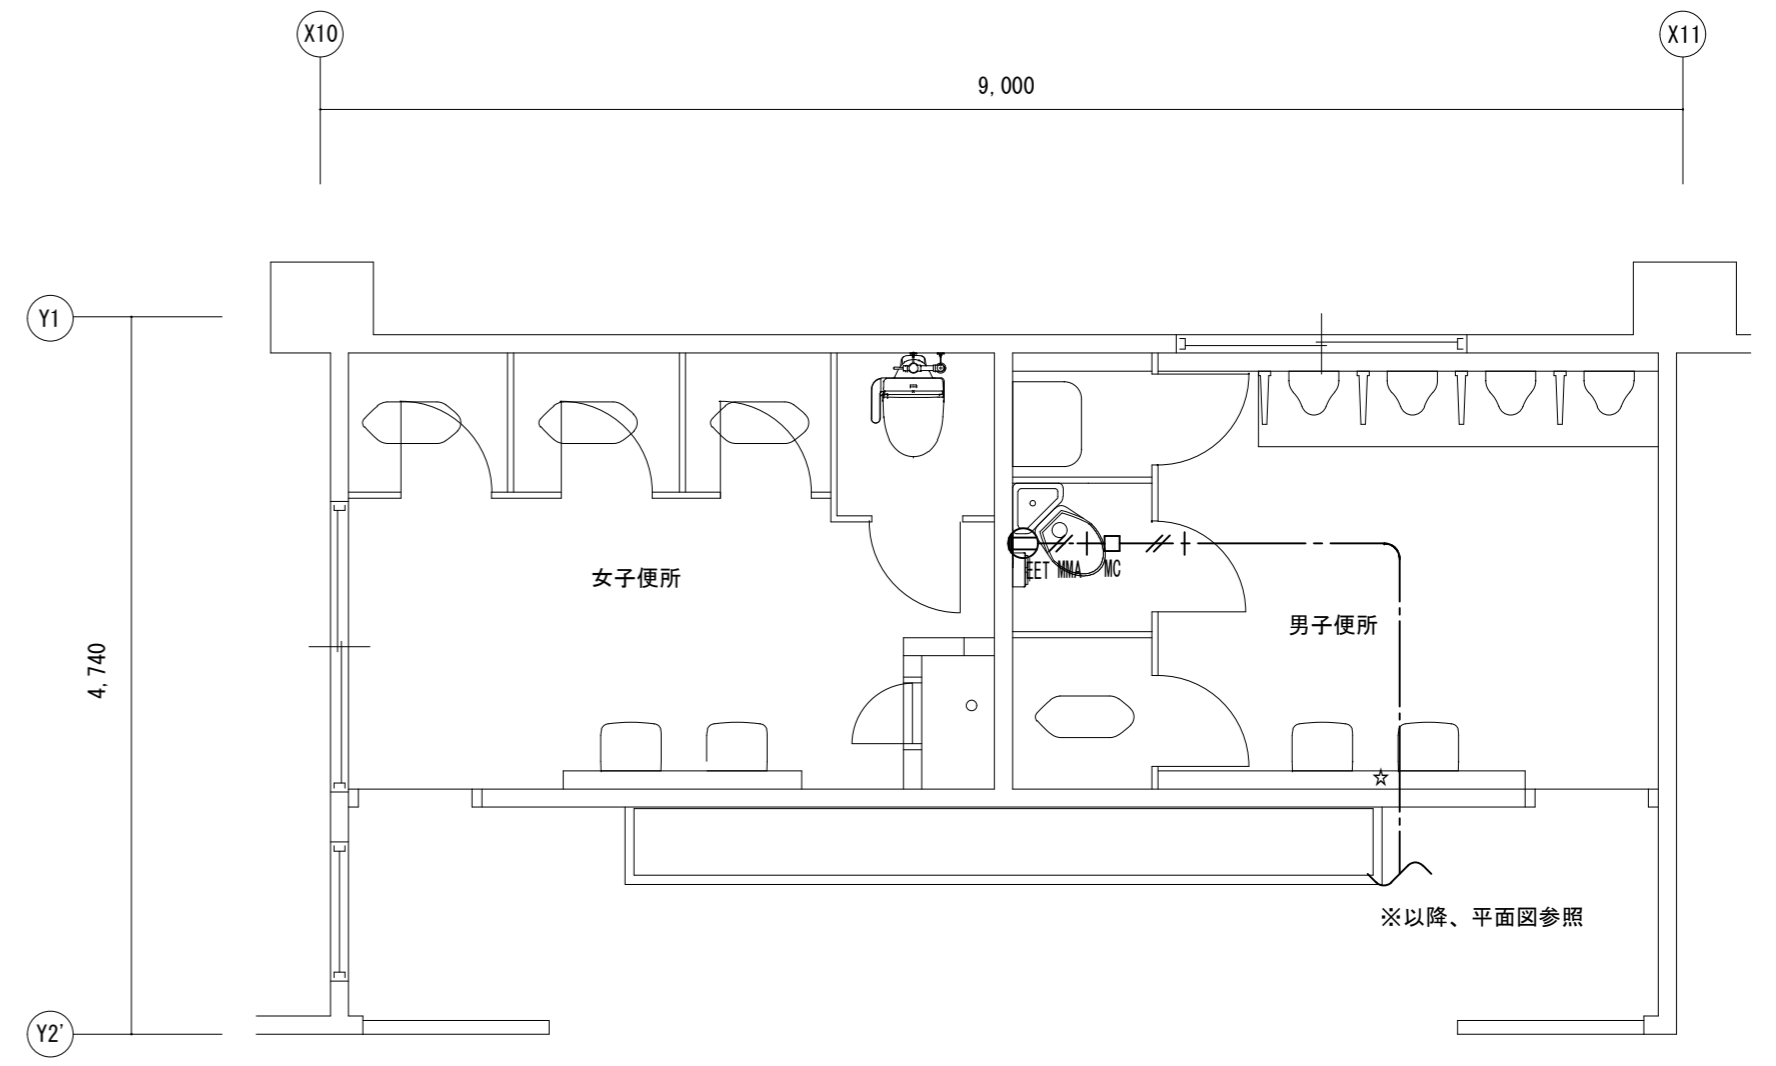 X10
X11
9,000
Y1
女子便所
EET
MMA
MC
男子便所
4,740
☆
※以降、平面図参照
Y2'